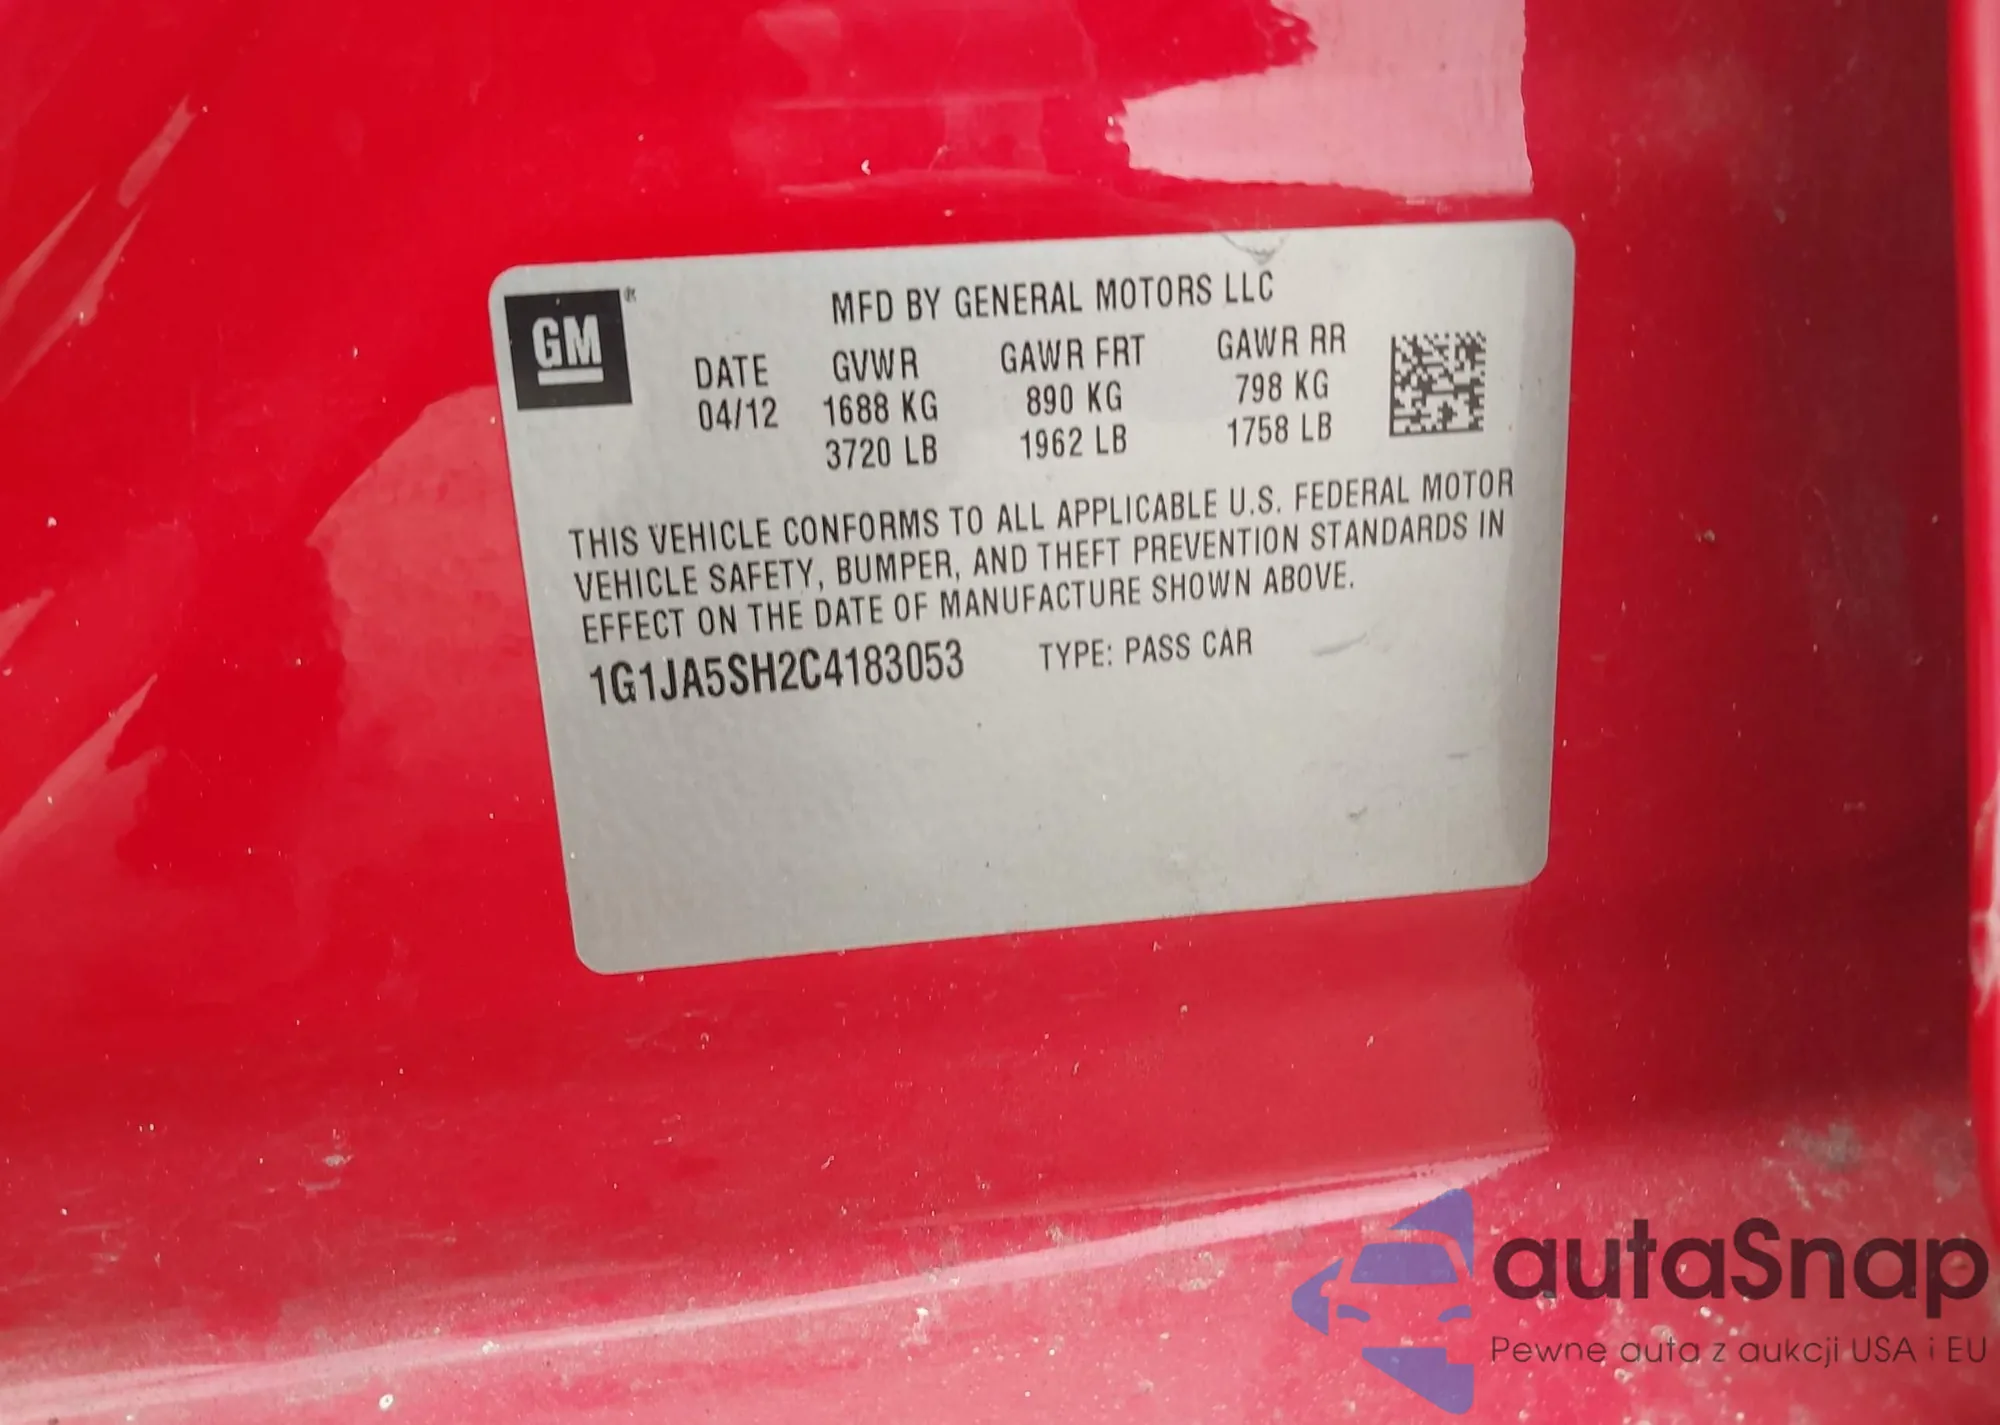 GM®
MFD BY GENERAL MOTORS LLC
DATE GVWR GAWR FRT GAWR RR
04/12 1688 KG 890 KG 798 KG
3720 LB 1962 LB 1758 LB
THIS VEHICLE CONFORMS TO ALL APPLICABLE U.S. FEDERAL MOTOR
VEHICLE SAFETY, BUMPER, AND THEFT PREVENTION STANDARDS IN
EFFECT ON THE DATE OF MANUFACTURE SHOWN ABOVE.
1G1JA5SH2C4183053 TYPE: PASS CAR
autaSnap
Pewne auta z aukcji USA i EU